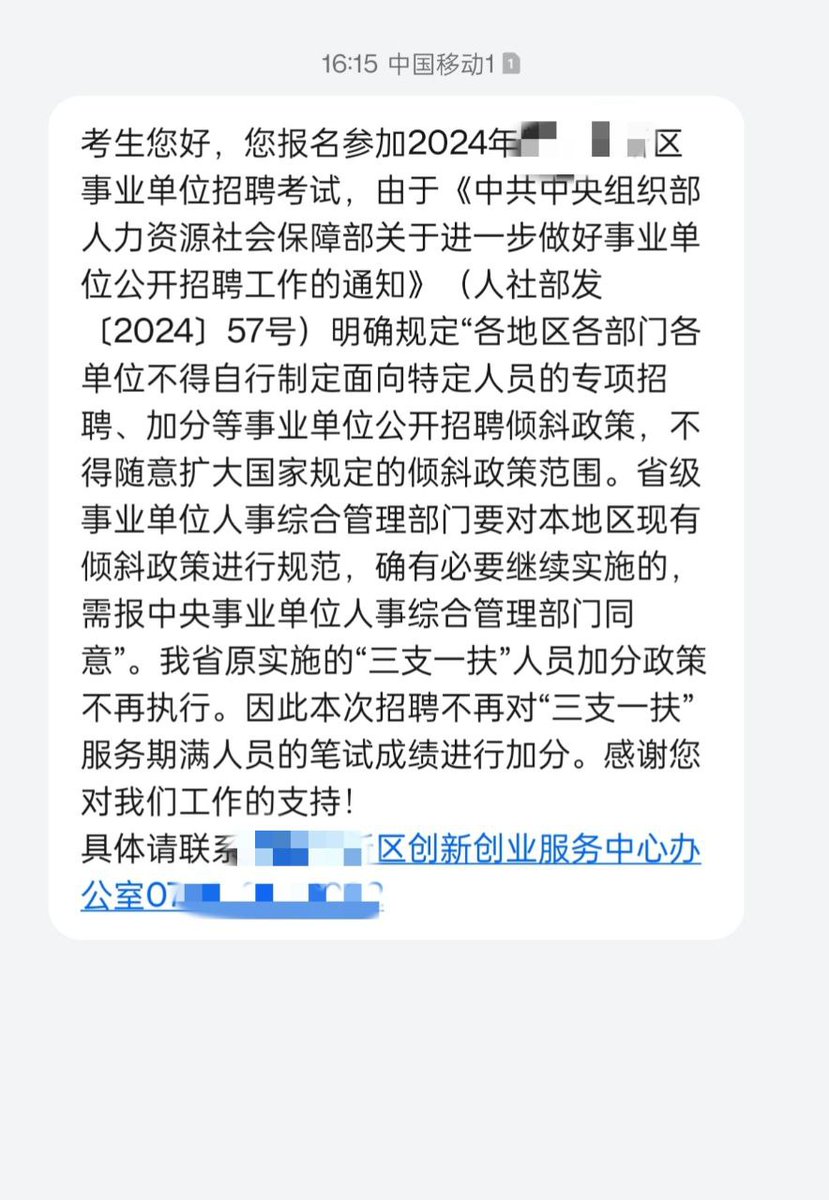 16:15 中国移动1 1
考生您好，您报名参加2024年 区
事业单位招聘考试，由于《中共中央组织部
人力资源社会保障部关于进一步做好事业单
位公开招聘工作的通知》（人社部发
〔2024〕57号）明确规定“各地区各部门各
单位不得自行制定面向特定人员的专项招
聘、加分等事业单位公开招聘倾斜政策，不
得随意扩大国家规定的倾斜政策范围。省级
事业单位人事综合管理部门要对本地区现有
倾斜政策进行规范，确有必要继续实施的，
需报中央事业单位人事综合管理部门同
意”。我省原实施的“三支一扶”人员加分政策
不再执行。因此本次招聘不再对“三支一扶”
服务期满人员的笔试成绩进行加分。感谢您
对我们工作的支持！
具体请联系 区创新创业服务中心办
公室07